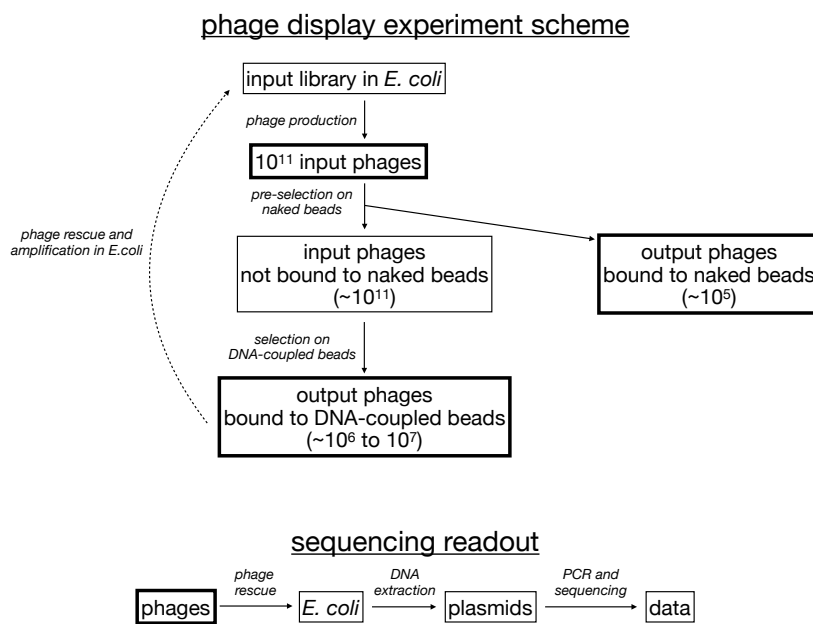 phage display experiment scheme
input library in E. coli
phage production
10¹¹ input phages
pre-selection on
naked beads
phage rescue and
amplification in E.coli
input phages
not bound to naked beads
(~10¹¹)
output phages
bound to naked beads
(~10⁵)
selection on
DNA-coupled beads
output phages
bound to DNA-coupled beads
(~10⁶ to 10⁷)
sequencing readout
phage
rescue
DNA
extraction
PCR and
sequencing
phages
E. coli
plasmids
data